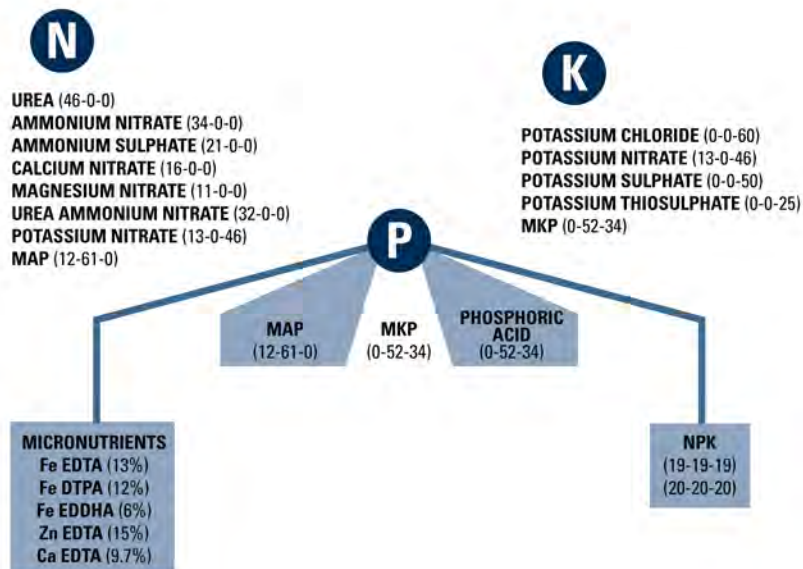 N
UREA (46-0-0)
AMMONIUM NITRATE (34-0-0)
AMMONIUM SULPHATE (21-0-0)
CALCIUM NITRATE (16-0-0)
MAGNESIUM NITRATE (11-0-0)
UREA AMMONIUM NITRATE (32-0-0)
POTASSIUM NITRATE (13-0-46)
MAP (12-61-0)
K
POTASSIUM CHLORIDE (0-0-60)
POTASSIUM NITRATE (13-0-46)
POTASSIUM SULPHATE (0-0-50)
POTASSIUM THIOSULPHATE (0-0-25)
MKP (0-52-34)
P
MAP
(12-61-0)
MKP
(0-52-34)
PHOSPHORIC
ACID
(0-52-34)
MICRONUTRIENTS
Fe EDTA (13%)
Fe DTPA (12%)
Fe EDDHA (6%)
Zn EDTA (15%)
Ca EDTA (9.7%)
NPK
(19-19-19)
(20-20-20)